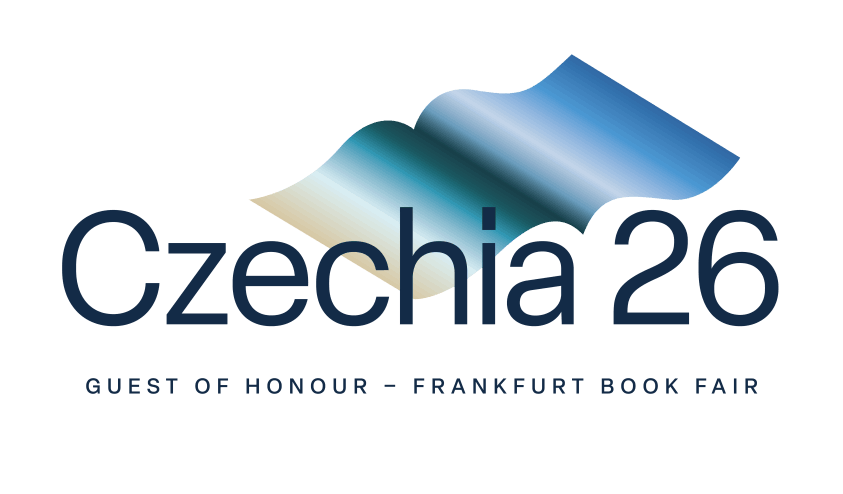 Czechia 26
GUEST OF HONOUR – FRANKFURT BOOK FAIR